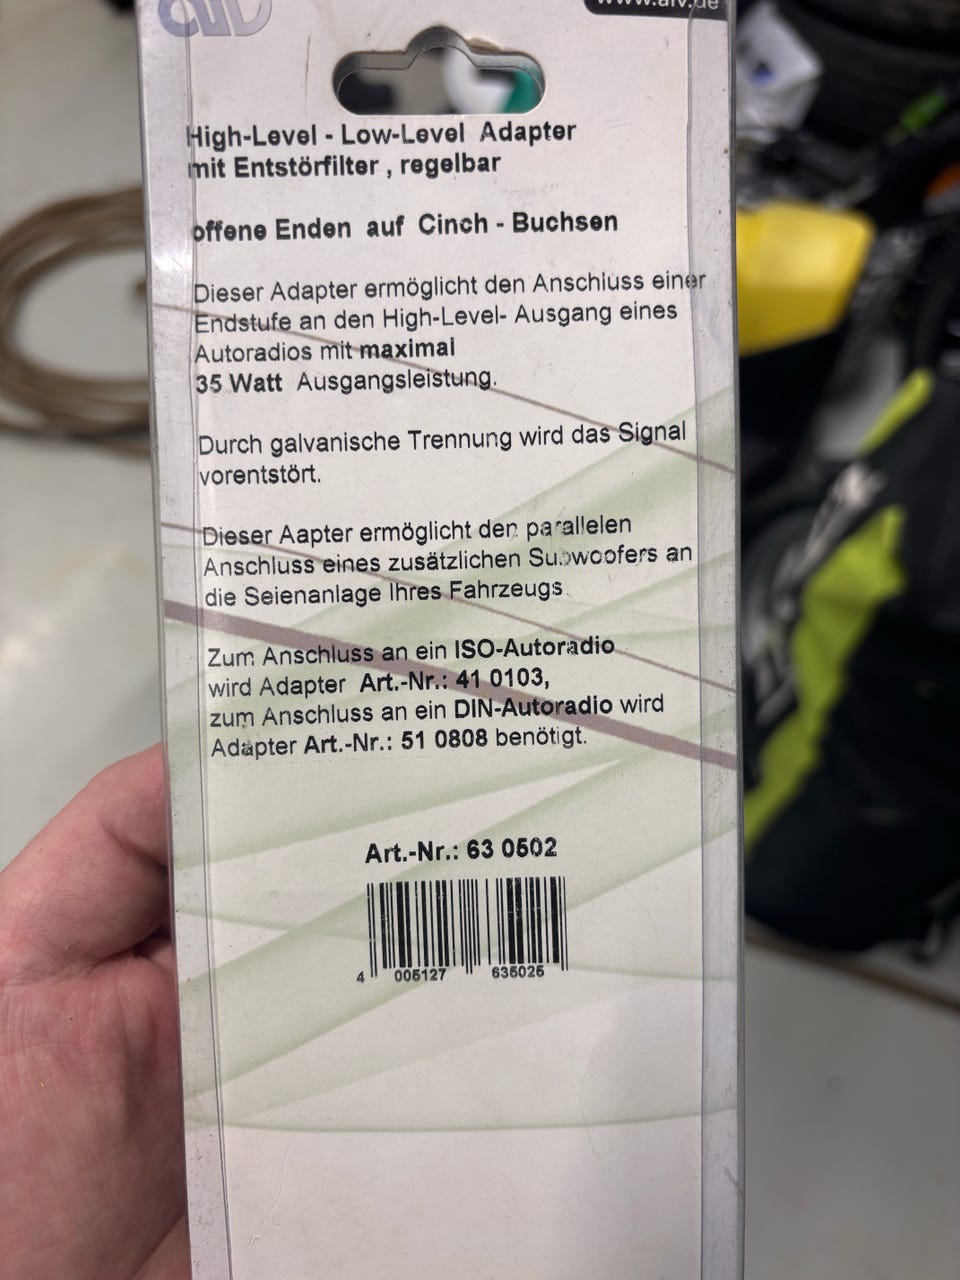 aiv
www.aiv.de
High-Level - Low-Level Adapter
mit Entstörfilter , regelbar
offene Enden auf Cinch - Buchsen
Dieser Adapter ermöglicht den Anschluss einer
Endstufe an den High-Level- Ausgang eines
Autoradios mit maximal
35 Watt Ausgangsleistung.
Durch galvanische Trennung wird das Signal
vorentstört.
Dieser Aapter ermöglicht den parallelen
Anschluss eines zusätzlichen Subwoofers an
die Seienanlage Ihres Fahrzeugs.
Zum Anschluss an ein ISO-Autoradio
wird Adapter Art.-Nr.: 41 0103,
zum Anschluss an ein DIN-Autoradio wird
Adapter Art.-Nr.: 51 0808 benötigt.
Art.-Nr.: 63 0502
4 005127 635025